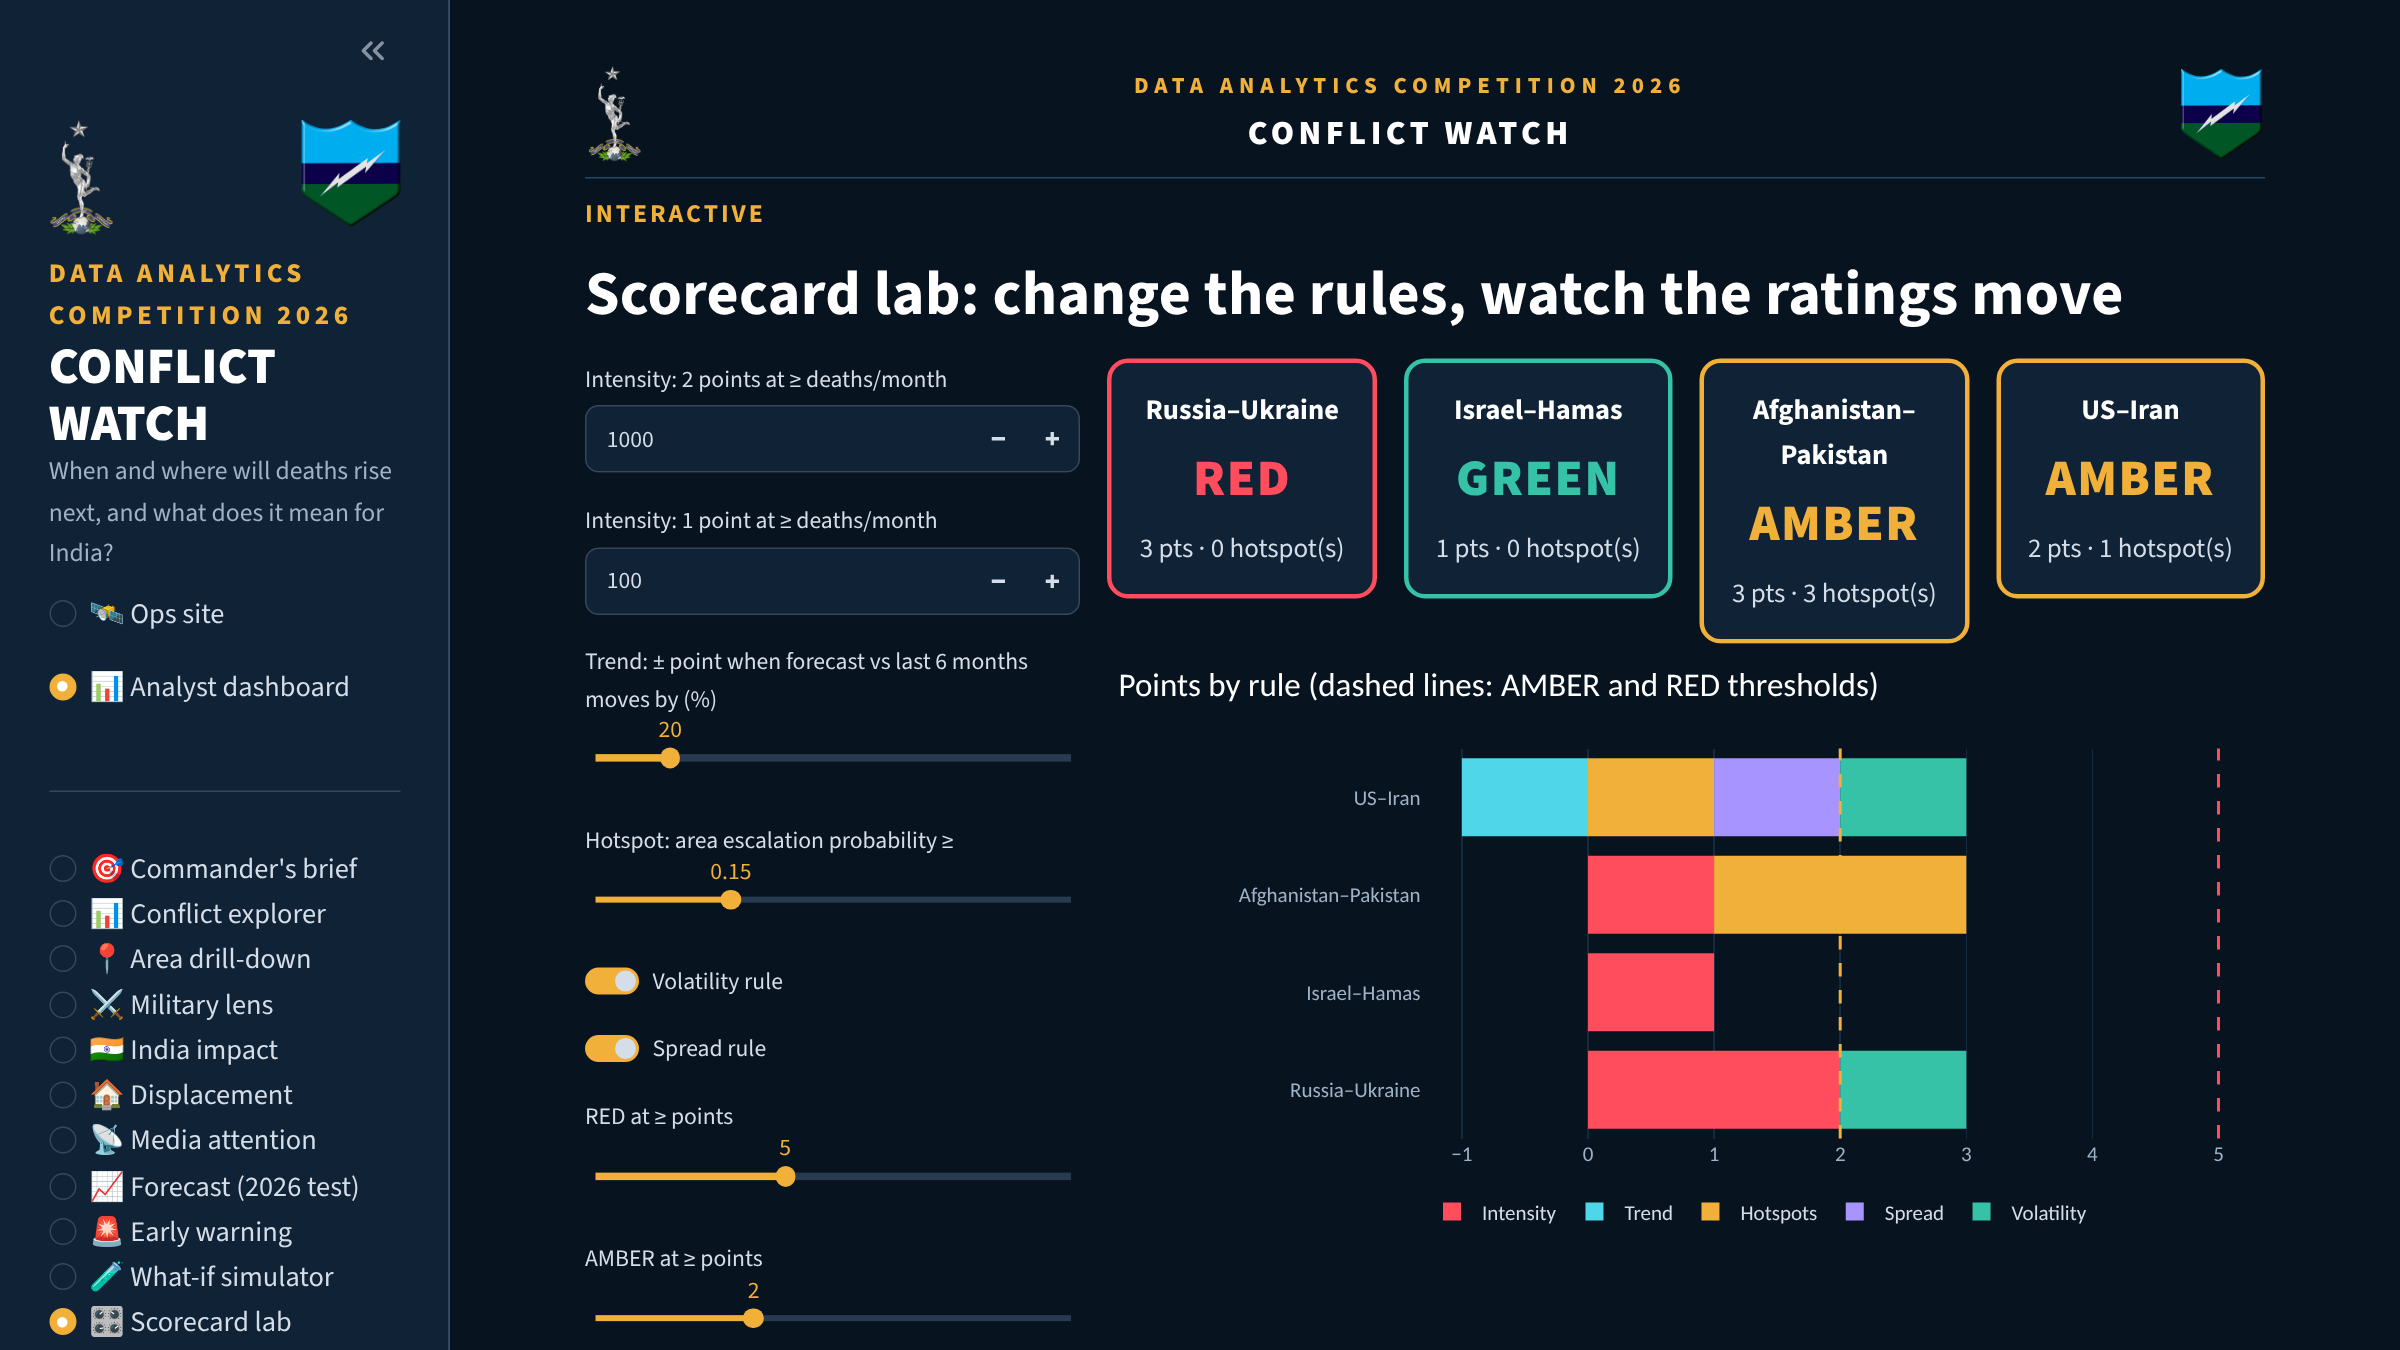 DATA ANALYTICS
COMPETITION 2026
CONFLICT
WATCH
When and where will deaths rise
next, and what does it mean for
India?
Ops site
Analyst dashboard
Commander's brief
Conflict explorer
Area drill-down
Military lens
India impact
Displacement
Media attention
Forecast (2026 test)
Early warning
What-if simulator
Scorecard lab
DATA ANALYTICS COMPETITION 2026
CONFLICT WATCH
INTERACTIVE
Scorecard lab: change the rules, watch the ratings move
Intensity: 2 points at ≥ deaths/month
1000
Intensity: 1 point at ≥ deaths/month
100
Trend: ± point when forecast vs last 6 months
moves by (%)
20
Hotspot: area escalation probability ≥
0.15
Volatility rule
Spread rule
RED at ≥ points
5
AMBER at ≥ points
2
Russia–Ukraine
RED
3 pts · 0 hotspot(s)
Israel–Hamas
GREEN
1 pts · 0 hotspot(s)
Afghanistan–
Pakistan
AMBER
3 pts · 3 hotspot(s)
US–Iran
AMBER
2 pts · 1 hotspot(s)
Points by rule (dashed lines: AMBER and RED thresholds)
US–Iran
Afghanistan–Pakistan
Israel–Hamas
Russia–Ukraine
−1 0 1 2 3 4 5
Intensity Trend Hotspots Spread Volatility